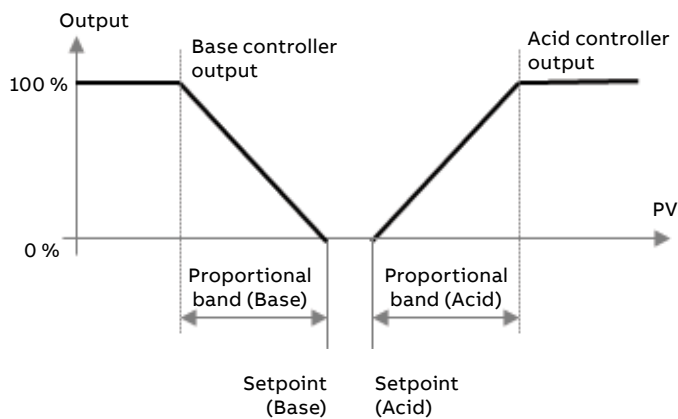 Output
Base controller
output
Acid controller
output
100 %
PV
0 %
Proportional
band (Base)
Proportional
band (Acid)
Setpoint
(Base)
Setpoint
(Acid)